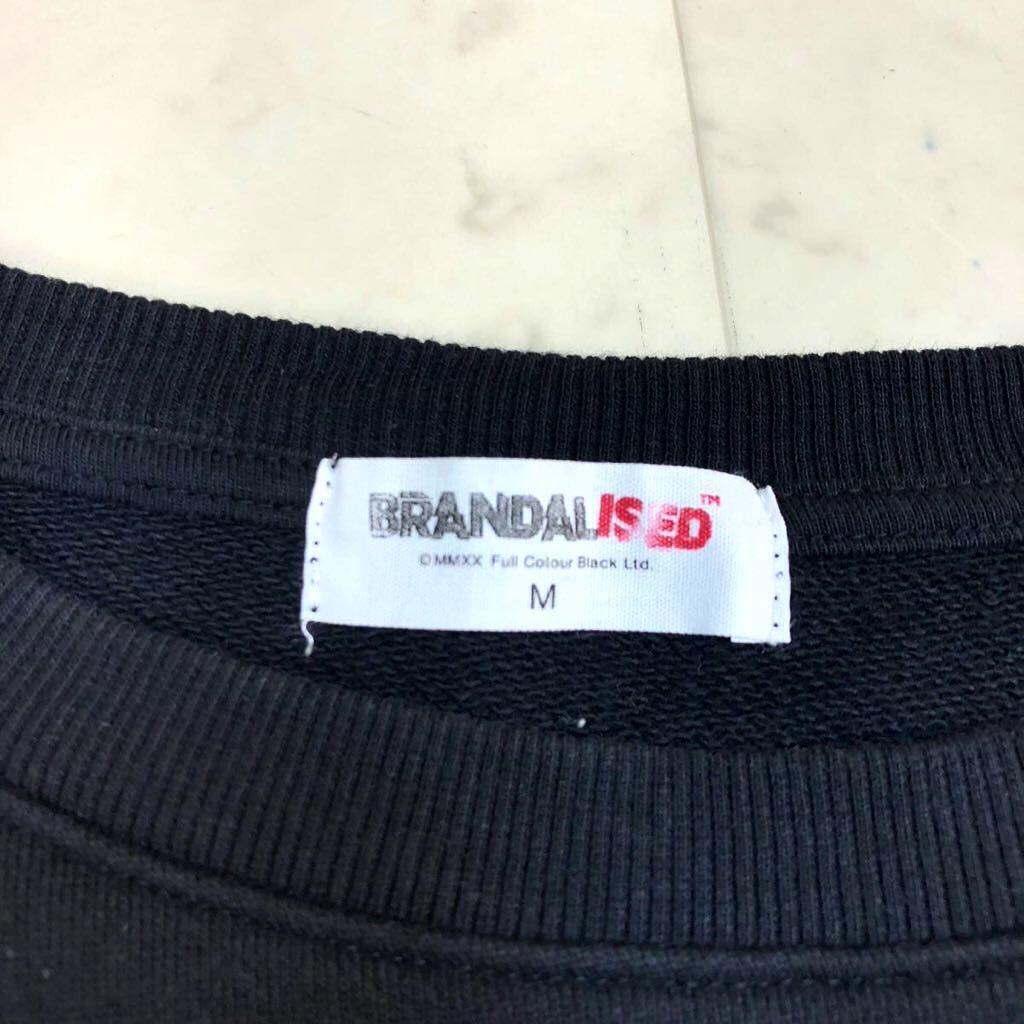 BRANDALISED™
©MMXX Full Colour Black Ltd.
M